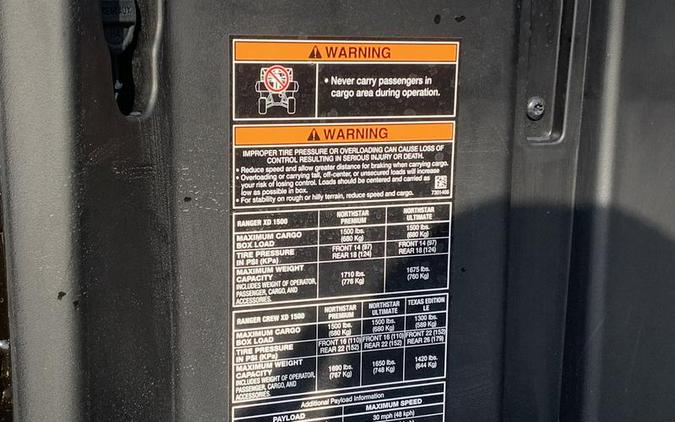 WARNING
• Never carry passengers in
cargo area during operation.
WARNING
IMPROPER TIRE PRESSURE OR OVERLOADING CAN CAUSE LOSS OF
CONTROL RESULTING IN SERIOUS INJURY OR DEATH.
• Reduce speed and allow greater distance for braking when carrying cargo.
• Overloading or carrying tall, off-center, or unsecured loads will increase
your risk of losing control. Loads should be centered and carried as
low as possible in box.
• For stability on rough or hilly terrain, reduce speed and cargo.
7301406
RANGER XD 1500 NORTHSTAR PREMIUM NORTHSTAR ULTIMATE
MAXIMUM CARGO BOX LOAD 1500 lbs. (680 Kg) 1500 lbs. (680 Kg)
TIRE PRESSURE IN PSI (KPa) FRONT 14 (97) REAR 18 (124) FRONT 14 (97) REAR 18 (124)
MAXIMUM WEIGHT CAPACITY 1710 lbs. (776 Kg) 1675 lbs. (760 Kg)
INCLUDES WEIGHT OF OPERATOR,
PASSENGER, CARGO, AND
ACCESSORIES.
RANGER CREW XD 1500 NORTHSTAR PREMIUM NORTHSTAR ULTIMATE TEXAS EDITION LE
MAXIMUM CARGO BOX LOAD 1500 lbs. (680 Kg) 1500 lbs. (680 Kg) 1300 lbs. (589 Kg)
TIRE PRESSURE IN PSI (KPa) FRONT 16 (110) REAR 22 (152) FRONT 16 (110) REAR 22 (152) FRONT 22 (152) REAR 26 (179)
MAXIMUM WEIGHT CAPACITY 1690 lbs. (767 Kg) 1650 lbs. (748 Kg) 1420 lbs. (644 Kg)
INCLUDES WEIGHT OF OPERATOR,
PASSENGER, CARGO, AND
ACCESSORIES.
Additional Payload Information
PAYLOAD MAXIMUM SPEED
30 mph (48 kph)